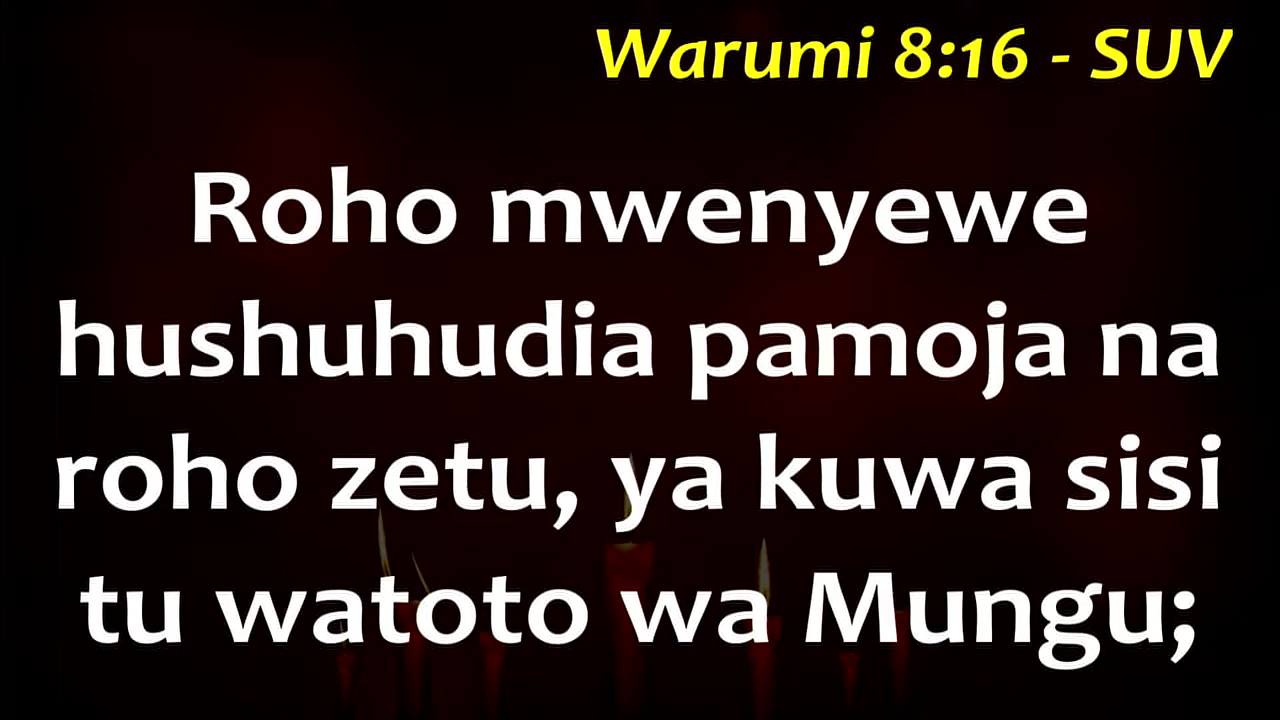 Warumi 8:16 - SUV
Roho mwenyewe
hushuhudia pamoja na
roho zetu, ya kuwa sisi
tu watoto wa Mungu;